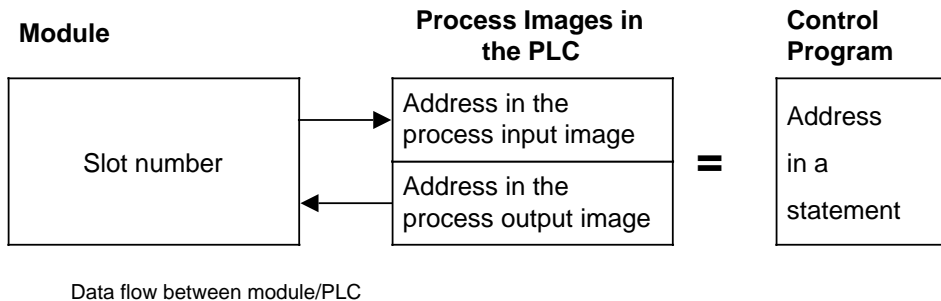 Module
Process Images in
the PLC
Control
Program
Slot number
Address in the
process input image
Address in the
process output image
=
Address
in a
statement
Data flow between module/PLC